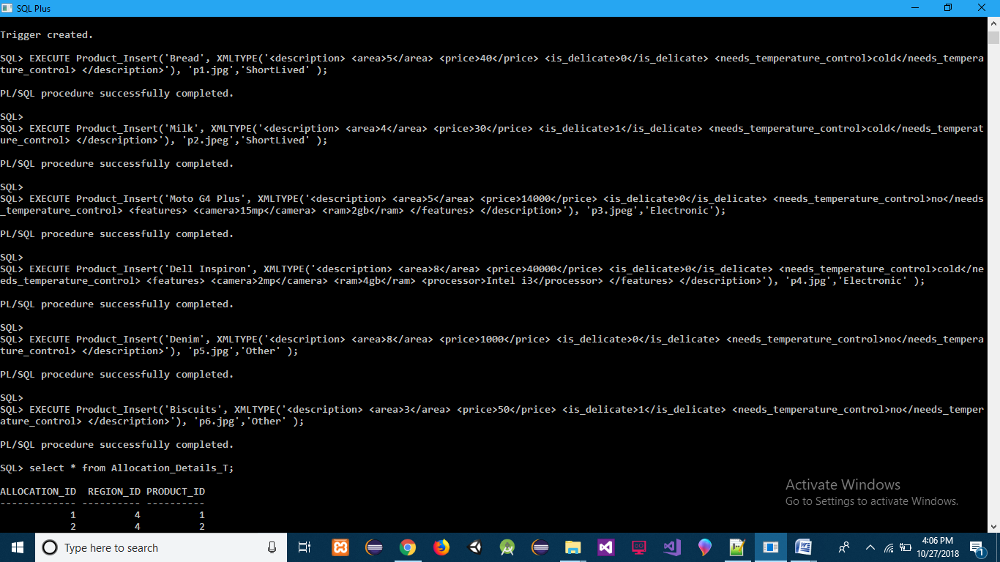 SQL Plus
Trigger created.
SQL> EXECUTE Product_Insert('Bread', XMLTYPE('<description> <area>5</area> <price>40</price> <is_delicate>0</is_delicate> <needs_temperature_control>cold</needs_tempera
ture_control> </description>'), 'p1.jpg','ShortLived' );
PL/SQL procedure successfully completed.
SQL>
SQL> EXECUTE Product_Insert('Milk', XMLTYPE('<description> <area>4</area> <price>30</price> <is_delicate>1</is_delicate> <needs_temperature_control>cold</needs_temperat
ure_control> </description>'), 'p2.jpeg','ShortLived' );
PL/SQL procedure successfully completed.
SQL>
SQL> EXECUTE Product_Insert('Moto G4 Plus', XMLTYPE('<description> <area>5</area> <price>14000</price> <is_delicate>0</is_delicate> <needs_temperature_control>no</needs
_temperature_control> <features> <camera>15mp</camera> <ram>2gb</ram> </features> </description>'), 'p3.jpeg','Electronic');
PL/SQL procedure successfully completed.
SQL>
SQL> EXECUTE Product_Insert('Dell Inspiron', XMLTYPE('<description> <area>8</area> <price>40000</price> <is_delicate>0</is_delicate> <needs_temperature_control>cold</ne
eds_temperature_control> <features> <camera>2mp</camera> <ram>4gb</ram> <processor>Intel i3</processor> </features> </description>'), 'p4.jpg','Electronic' );
PL/SQL procedure successfully completed.
SQL>
SQL> EXECUTE Product_Insert('Denim', XMLTYPE('<description> <area>8</area> <price>1000</price> <is_delicate>0</is_delicate> <needs_temperature_control>no</needs_tempera
ture_control> </description>'), 'p5.jpg','Other' );
PL/SQL procedure successfully completed.
SQL>
SQL> EXECUTE Product_Insert('Biscuits', XMLTYPE('<description> <area>3</area> <price>50</price> <is_delicate>1</is_delicate> <needs_temperature_control>no</needs_temper
ature_control> </description>'), 'p6.jpg','Other' );
PL/SQL procedure successfully completed.
SQL> select * from Allocation_Details_T;
ALLOCATION_ID  REGION_ID PRODUCT_ID
------------- ---------- ----------
1          4          1
2          4          2
Activate Windows
Go to Settings to activate Windows.
Type here to search
4:06 PM
10/27/2018
1